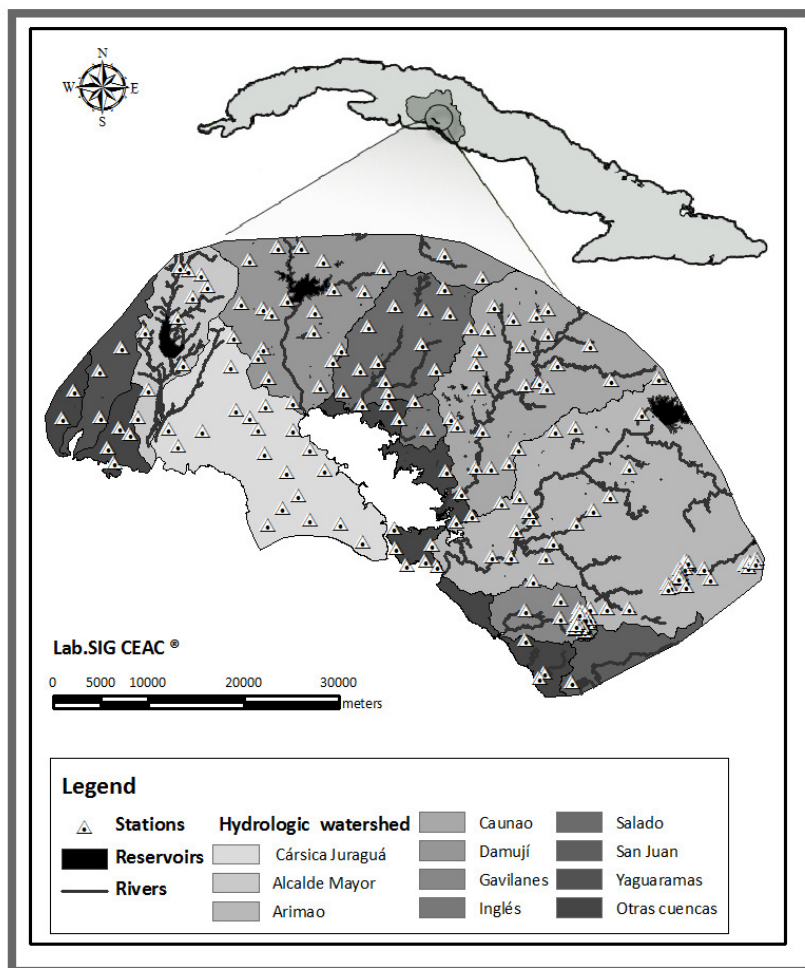 N
W E
S
Lab.SIG CEAC ®
0 5000 10000 20000 30000
meters
Legend
Stations
Reservoirs
Rivers
Hydrologic watershed
Cársica Juraguá
Alcalde Mayor
Arimao
Caunao
Damují
Gavilanes
Inglés
Salado
San Juan
Yaguaramas
Otras cuencas